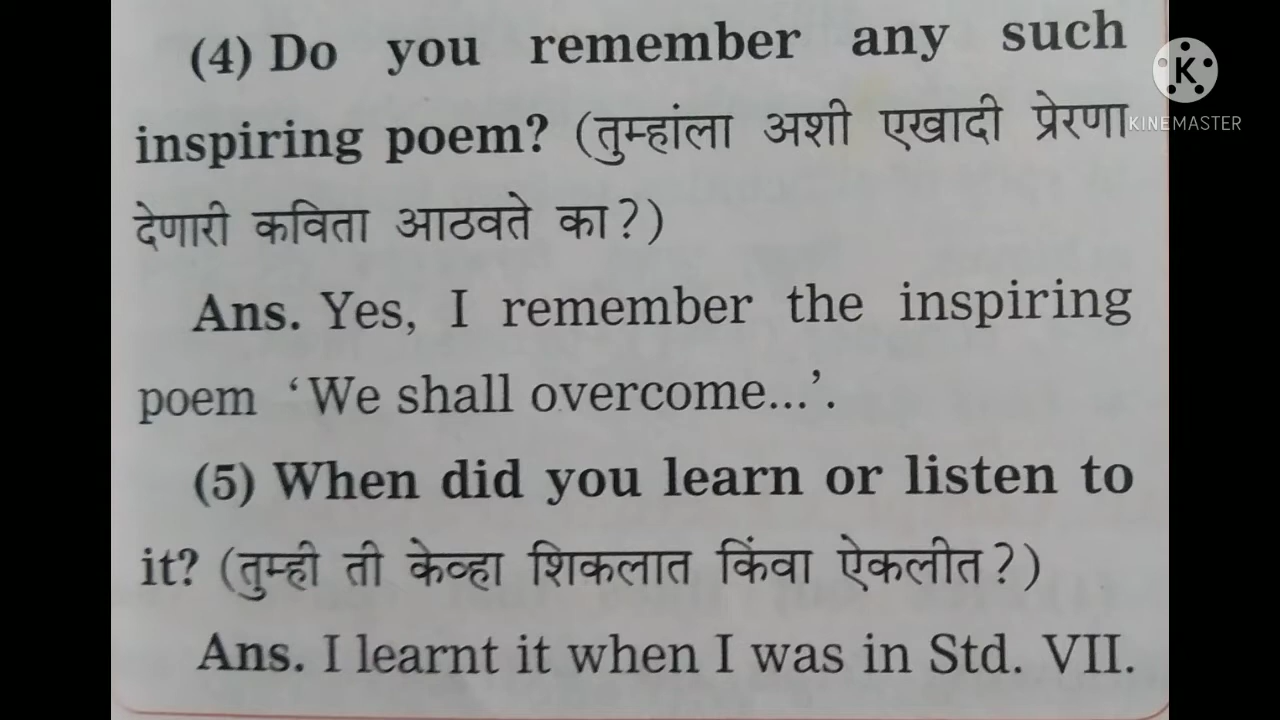 (4) Do you remember any such
inspiring poem? (तुम्हांला अशी एखादी प्रेरणा
देणारी कविता आठवते का?)
Ans. Yes, I remember the inspiring
poem ‘We shall overcome...’.
(5) When did you learn or listen to
it? (तुम्ही ती केव्हा शिकलात किंवा ऐकलीत?)
Ans. I learnt it when I was in Std. VII.
K
KINEMASTER